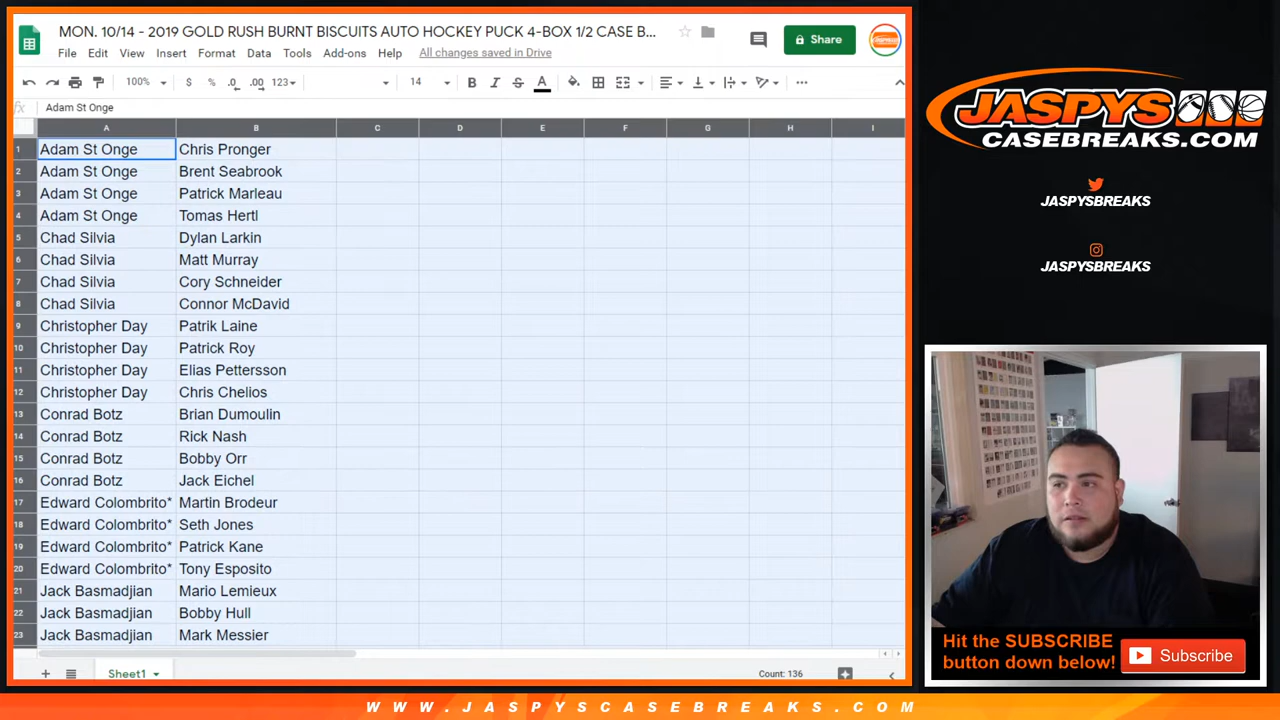 MON. 10/14 - 2019 GOLD RUSH BURNT BISCUITS AUTO HOCKEY PUCK 4-BOX 1/2 CASE B...
Share
File Edit View Insert Format Data Tools Add-ons Help All changes saved in Drive
100% $ % .0 .00 123 14 B I S A
fx Adam St Onge
A B C D E F G H I
1 Adam St Onge Chris Pronger
2 Adam St Onge Brent Seabrook
3 Adam St Onge Patrick Marleau
4 Adam St Onge Tomas Hertl
5 Chad Silvia Dylan Larkin
6 Chad Silvia Matt Murray
7 Chad Silvia Cory Schneider
8 Chad Silvia Connor McDavid
9 Christopher Day Patrik Laine
10 Christopher Day Patrick Roy
11 Christopher Day Elias Pettersson
12 Christopher Day Chris Chelios
13 Conrad Botz Brian Dumoulin
14 Conrad Botz Rick Nash
15 Conrad Botz Bobby Orr
16 Conrad Botz Jack Eichel
17 Edward Colombrito* Martin Brodeur
18 Edward Colombrito* Seth Jones
19 Edward Colombrito* Patrick Kane
20 Edward Colombrito* Tony Esposito
21 Jack Basmadjian Mario Lemieux
22 Jack Basmadjian Bobby Hull
23 Jack Basmadjian Mark Messier
Sheet1
Count: 136
JASPYS
CASEBREAKS.COM
JASPYSBREAKS
JASPYSBREAKS
Hit the SUBSCRIBE
button down below!
Subscribe
WWW.JASPYSCASEBREAKS.COM